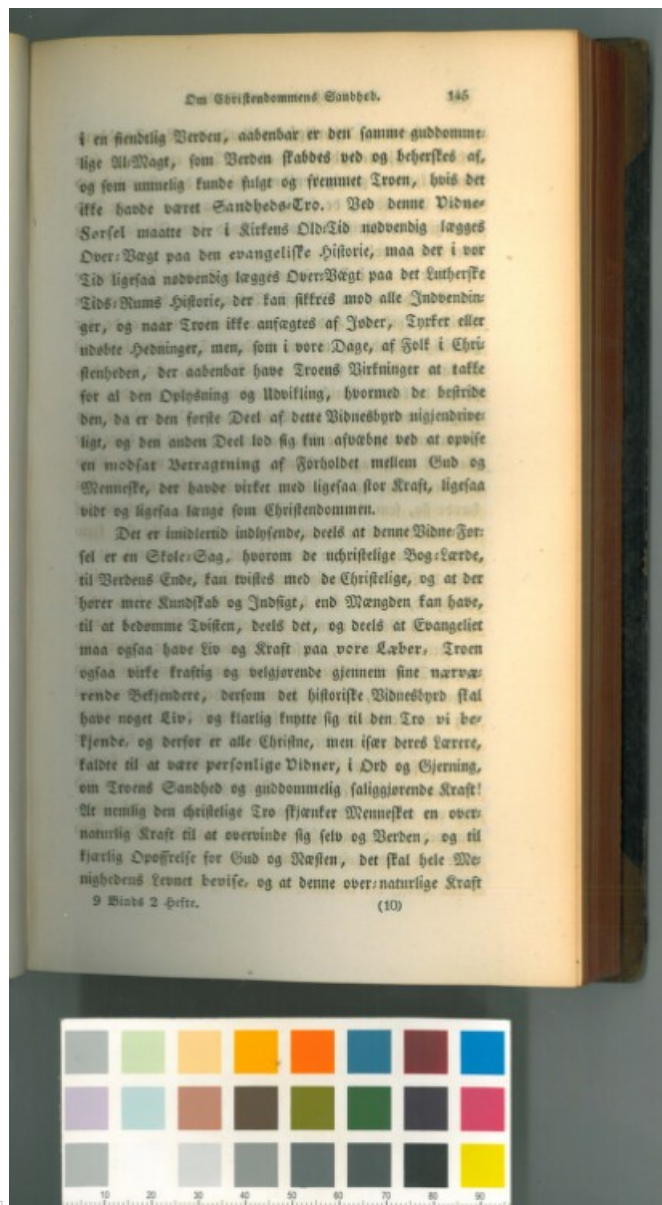 Om Christendommens Sandhed. 145
i en fiendtlig Verden, aabenbar er den samme guddomme-
lige Al-Magt, som Verden skabdes ved og beherskes af,
og som umuelig kunde fulgt og fremmet Troen, hvis det
ikke havde været Sandheds-Tro. Ved denne Vidne-
Førsel maatte der i Kirkens Old-Tid nødvendig lægges
Over-Vægt paa den evangeliske Historie, maa der i vor
Tid ligesaa nødvendig lægges Over-Vægt paa det Lutherske
Tids-Rums Historie, der kan sikkres mod alle Indvendin-
ger, og naar Troen ikke anfægtes af Jøder, Tyrker eller
udøbte Hedninger, men, som i vore Dage, af Folk i Chri-
stenheden, der aabenbar have Troens Virkninger at takke
for al den Oplysning og Udvikling, hvormed de bestride
den, da er den første Deel af dette Vidnesbyrd uigjendrive-
ligt, og den anden Deel lod sig kun afvæbne ved at opvise
en modsat Betragtning af Forholdet mellem Gud og
Menneske, der havde virket med ligesaa stor Kraft, ligesaa
vidt og ligesaa længe som Christendommen.
Det er imidlertid indlysende, deels at denne Vidne-Før-
sel er en Skole-Sag, hvorom de uchristelige Bog-Lærde,
til Verdens Ende, kan tvistes med de Christelige, og at der
hører mere Kundskab og Indsigt, end Mængden kan have,
til at bedømme Tvisten, deels det, og deels at Evangeliet
maa ogsaa have Liv og Kraft paa vore Læber, Troen
ogsaa virke kraftig og velgjørende gjennem sine nærvæ-
rende Bekjendere, dersom det historiske Vidnesbyrd skal
have noget Liv, og klarlig knytte sig til den Tro vi be-
kjende, og derfor er alle Christne, men især deres Lærere,
kaldte til at være personlige Vidner, i Ord og Gjerning,
om Troens Sandhed og guddommelig saliggjørende Kraft!
At nemlig den christelige Tro skjænker Mennesket en over-
naturlig Kraft til at overvinde sig selv og Verden, og til
kjærlig Opoffrelse for Gud og Næsten, det skal hele Me-
nighedens Levnet bevise, og at denne over-naturlige Kraft
9 Binds 2 Hefte. (10)
10 20 30 40 50 60 70 80 90